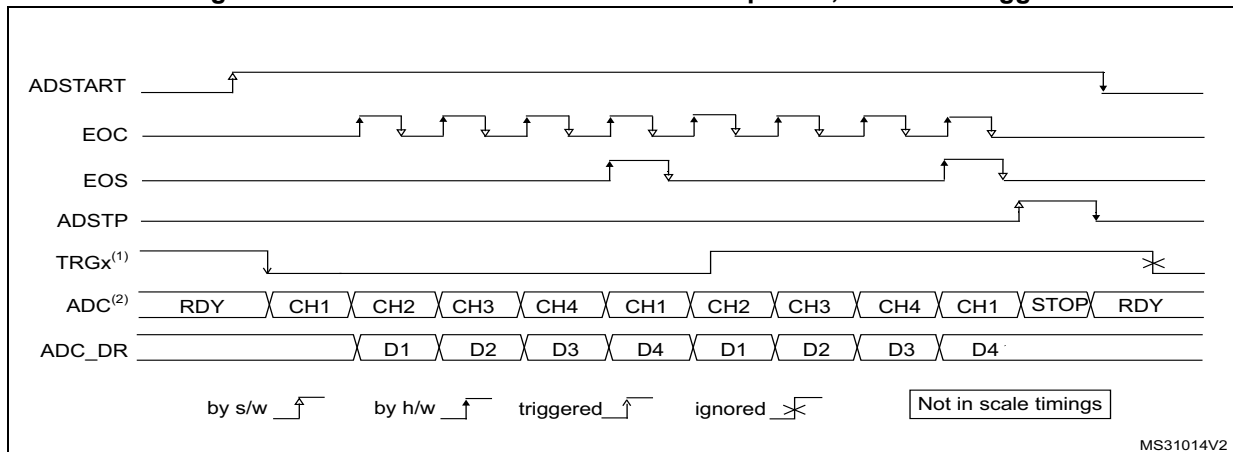 ADSTART
EOC
EOS
ADSTP
TRGx(1)
ADC(2) RDY CH1 CH2 CH3 CH4 CH1 CH2 CH3 CH4 CH1 STOP RDY
ADC_DR D1 D2 D3 D4 D1 D2 D3 D4
by s/w by h/w triggered ignored Not in scale timings
MS31014V2